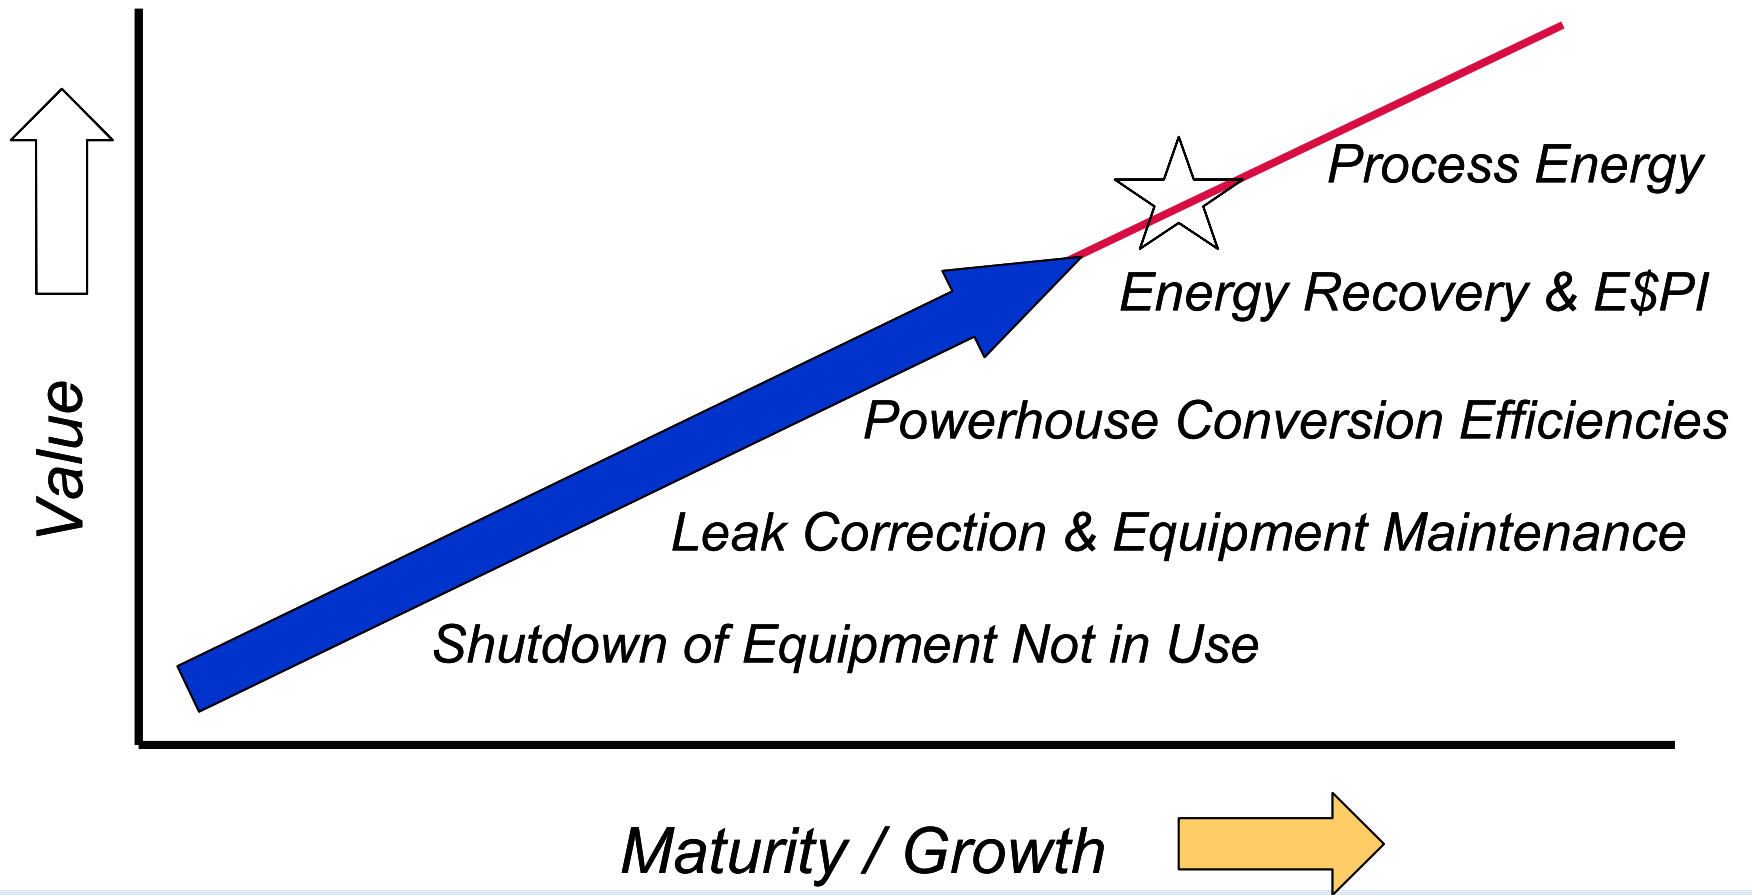 Process Energy
Energy Recovery & E$PI
Value
Powerhouse Conversion Efficiencies
Leak Correction & Equipment Maintenance
Shutdown of Equipment Not in Use
Maturity / Growth